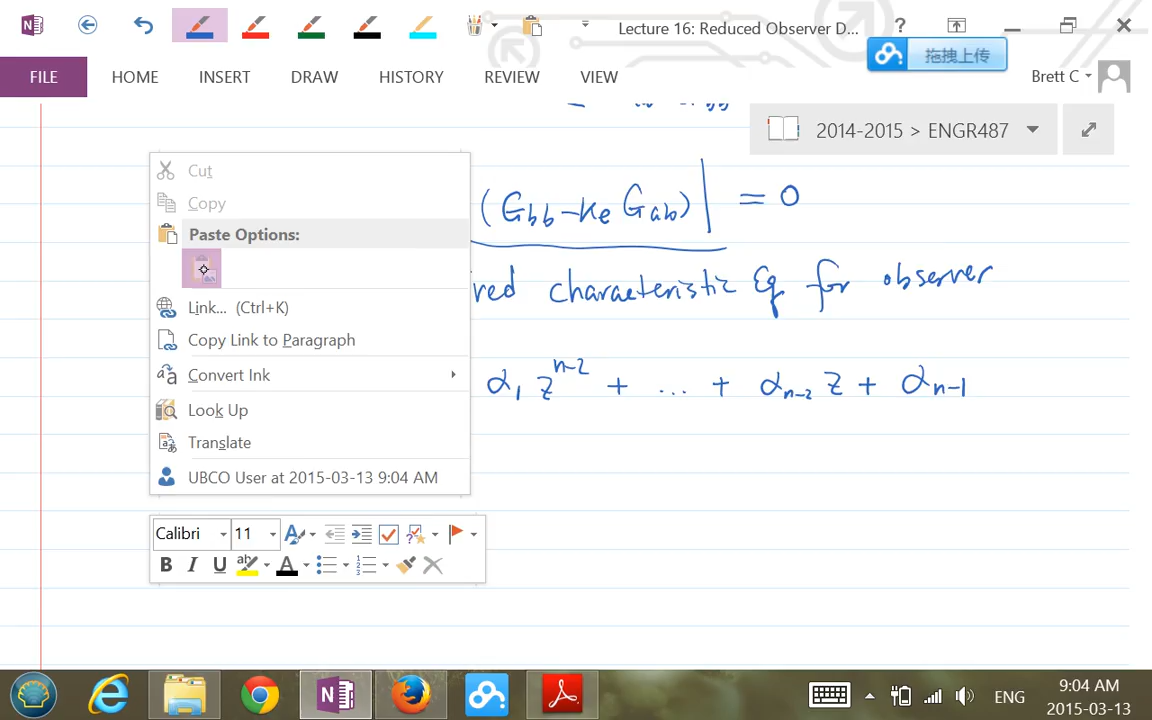 Lecture 16: Reduced Observer D...
?
拖拽上传
FILE
HOME
INSERT
DRAW
HISTORY
REVIEW
VIEW
Brett C
2014-2015 > ENGR487
Cut
Copy
Paste Options:
Link... (Ctrl+K)
Copy Link to Paragraph
Convert Ink
Look Up
Translate
UBCO User at 2015-03-13 9:04 AM
(Gbb-Ke Gab)| = 0
red characteristic Eq for observer
α₁ zⁿ⁻² + ... + αₙ₋₂ z + αₙ₋₁
Calibri 11
B I U ab A
ENG
9:04 AM
2015-03-13